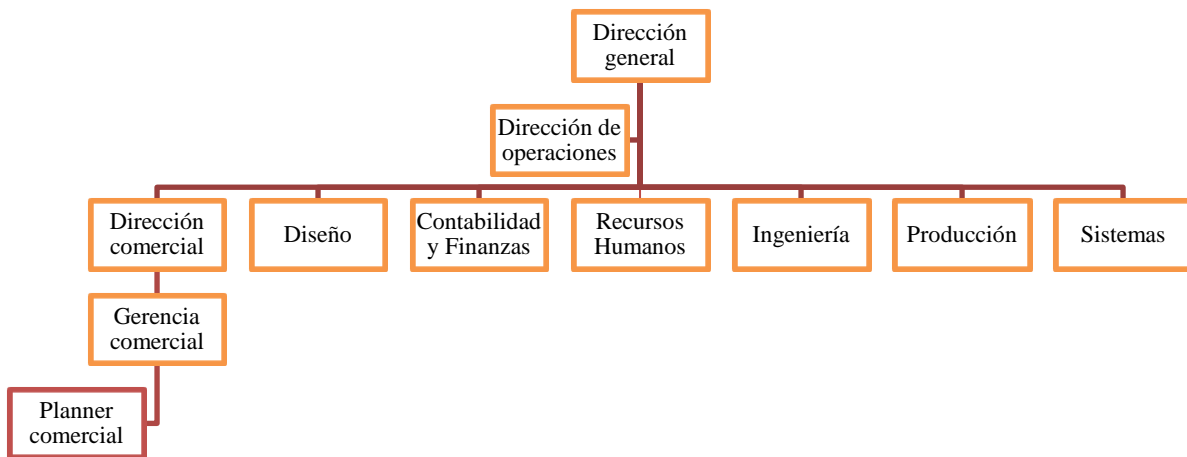 Dirección
general
Dirección de
operaciones
Dirección
comercial
Diseño
Contabilidad
y Finanzas
Recursos
Humanos
Ingeniería
Producción
Sistemas
Gerencia
comercial
Planner
comercial